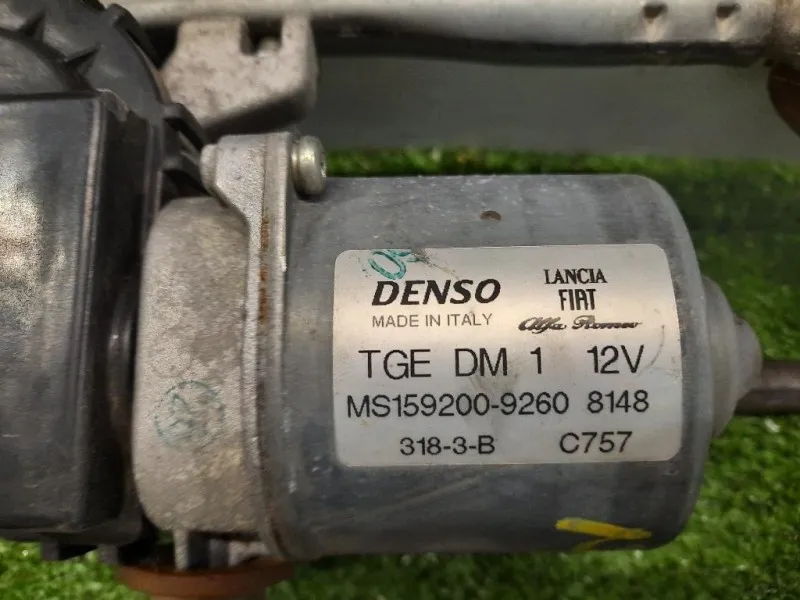 DENSO
MADE IN ITALY
LANCIA
FIAT
Alfa Romeo
TGE DM 1 12V
MS159200-9260 8148
318-3-B C757